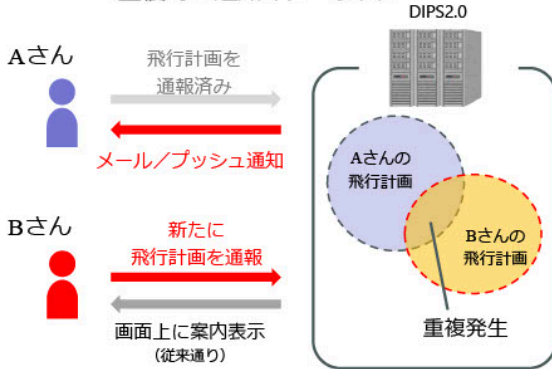 DIPS2.0
Aさん
飛行計画を
通報済み
メール／プッシュ通知
Aさんの
飛行計画
Bさん
新たに
飛行計画を通報
Bさんの
飛行計画
画面上に案内表示
(従来通り)
重複発生